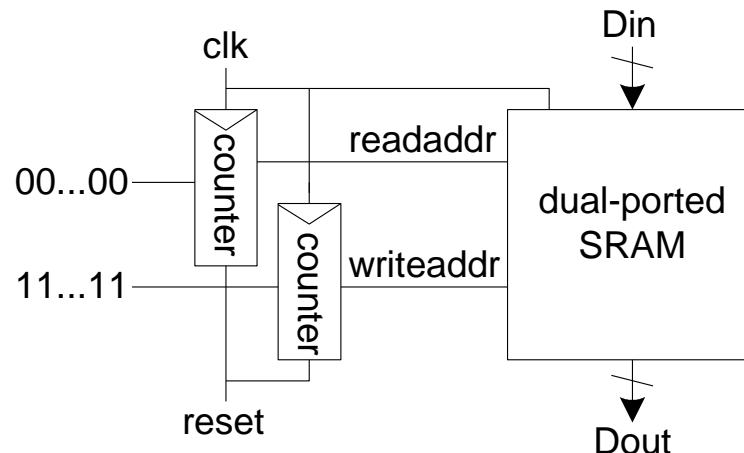 clk
Din
counter
readaddr
00...00
dual-ported
SRAM
counter
writeaddr
11...11
reset
Dout